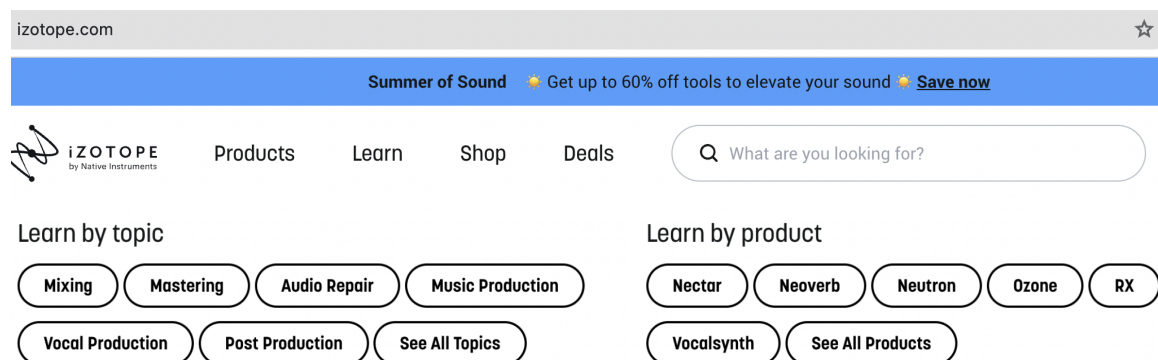 izotope.com
Summer of Sound ☀️ Get up to 60% off tools to elevate your sound ☀️ Save now
iZOTOPE
by Native Instruments
Products Learn Shop Deals What are you looking for?
Learn by topic
Mixing Mastering Audio Repair Music Production
Vocal Production Post Production See All Topics
Learn by product
Nectar Neoverb Neutron Ozone RX
Vocalsynth See All Products